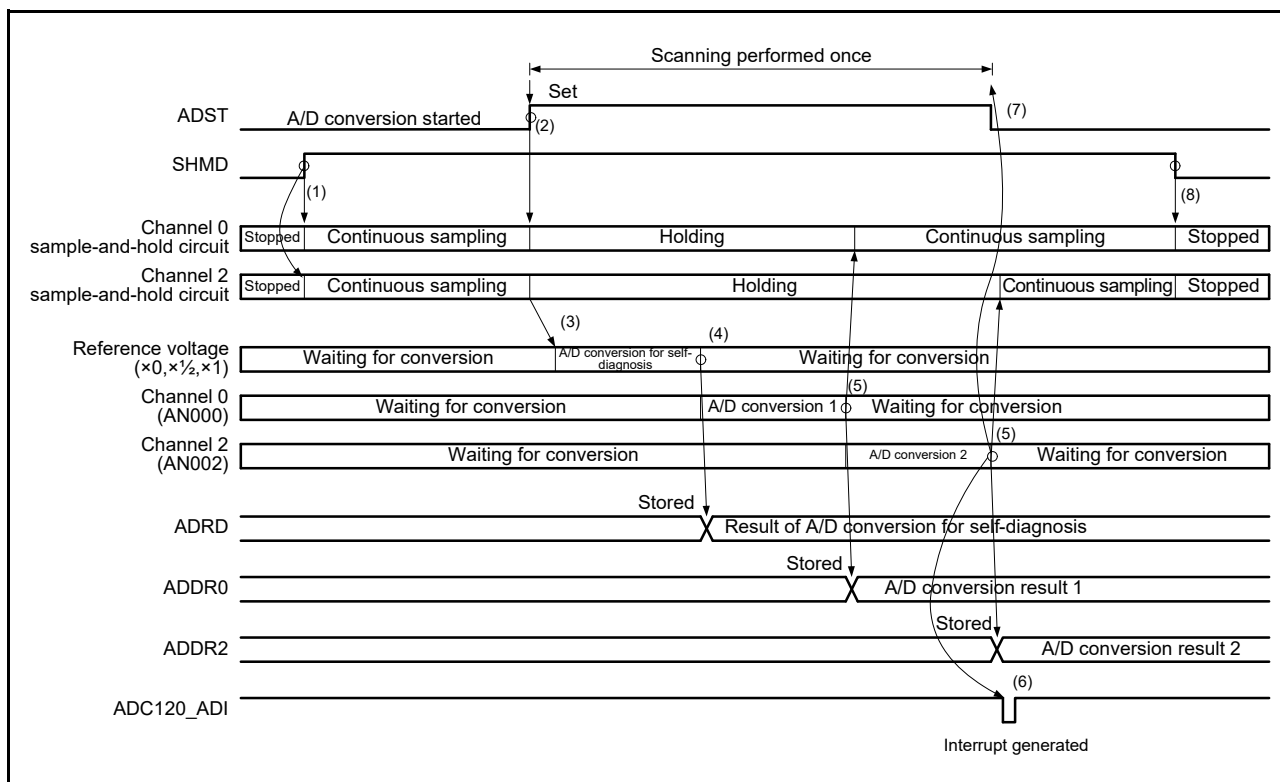 Scanning performed once
Set
ADST
A/D conversion started
(2)
(7)
SHMD
(1)
(8)
Channel 0
sample-and-hold circuit
Stopped
Continuous sampling
Holding
Continuous sampling
Stopped
Channel 2
sample-and-hold circuit
Stopped
Continuous sampling
Holding
Continuous sampling
Stopped
(3)
(4)
Reference voltage
(×0,×½,×1)
Waiting for conversion
A/D conversion for self-
diagnosis
Waiting for conversion
(5)
Channel 0
(AN000)
Waiting for conversion
A/D conversion 1
Waiting for conversion
(5)
Channel 2
(AN002)
Waiting for conversion
A/D conversion 2
Waiting for conversion
Stored
ADRD
Result of A/D conversion for self-diagnosis
Stored
ADDR0
A/D conversion result 1
Stored
ADDR2
A/D conversion result 2
(6)
ADC120_ADI
Interrupt generated